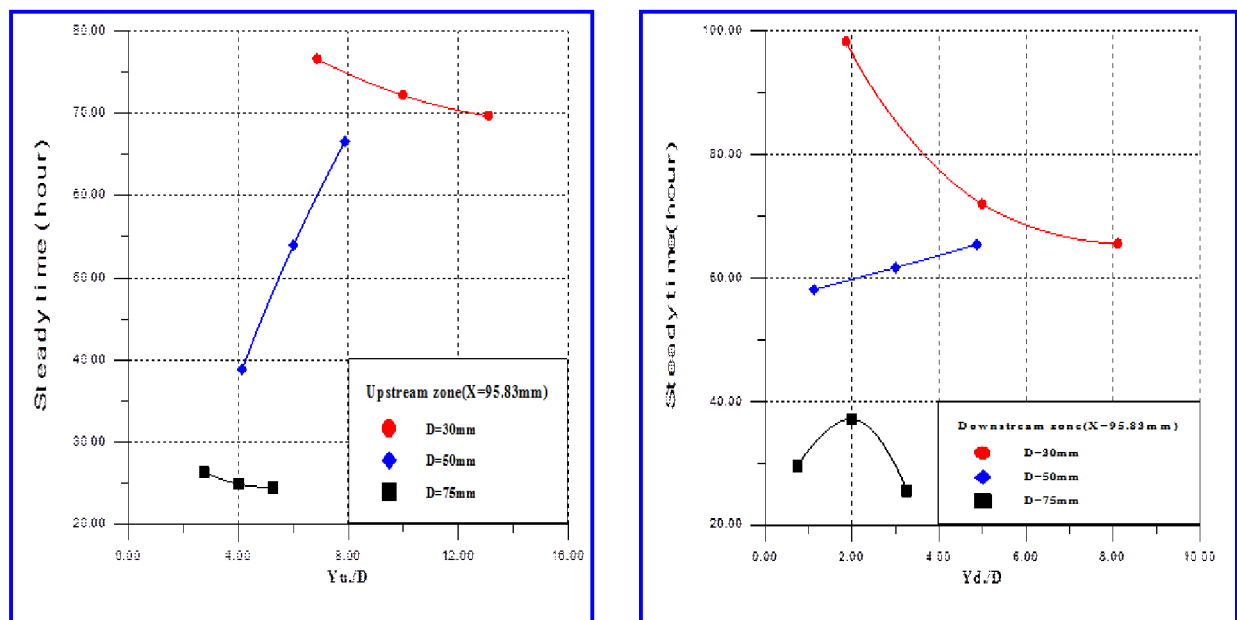 80.00
70.00
60.00
50.00
40.00
30.00
20.00
Steady time (hour)
0.00 4.00 8.00 12.00 16.00
Yu/D
Upstream zone(X=95.83mm)
D=30mm
D=50mm
D=75mm
100.00
80.00
60.00
40.00
20.00
Steady time(hour)
0.00 2.00 4.00 6.00 8.00 10.00
Yd/D
Downstream zone(X=95.83mm)
D=30mm
D=50mm
D=75mm